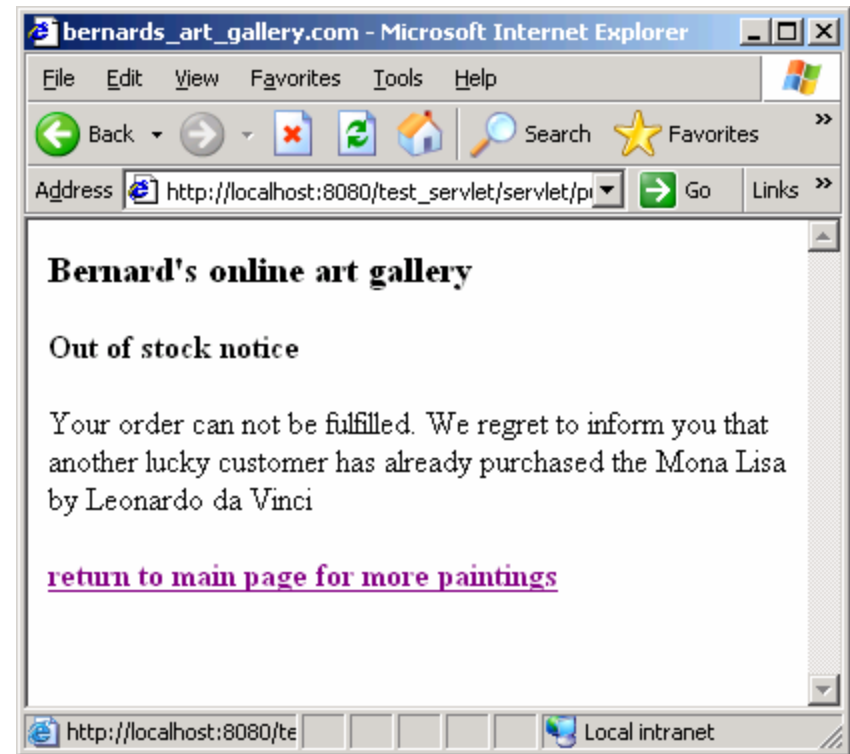 bernards_art_gallery.com - Microsoft Internet Explorer
File Edit View Favorites Tools Help
Back Search Favorites »
Address http://localhost:8080/test_servlet/servlet/ Go Links »
Bernard's online art gallery
Out of stock notice
Your order can not be fulfilled. We regret to inform you that
another lucky customer has already purchased the Mona Lisa
by Leonardo da Vinci
return to main page for more paintings
http://localhost:8080/te Local intranet